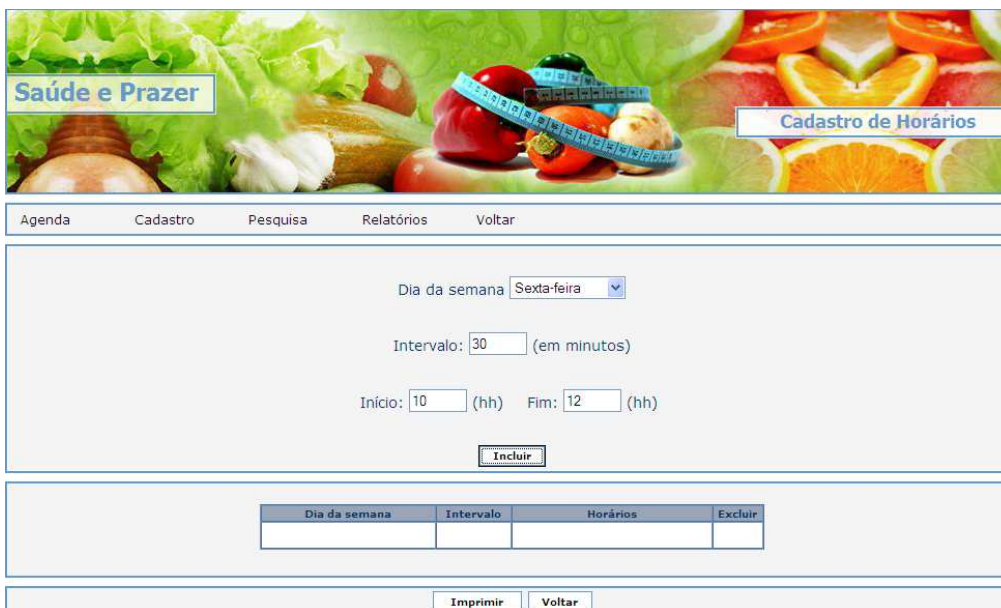 Saúde e Prazer
Cadastro de Horários
Agenda Cadastro Pesquisa Relatórios Voltar
Dia da semana Sexta-feira
Intervalo: 30 (em minutos)
Início: 10 (hh) Fim: 12 (hh)
Incluir
Dia da semana Intervalo Horários Excluir
Imprimir Voltar